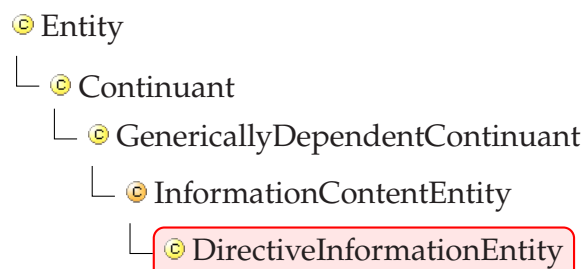 Entity
Continuant
GenericallyDependentContinuant
InformationContentEntity
DirectiveInformationEntity